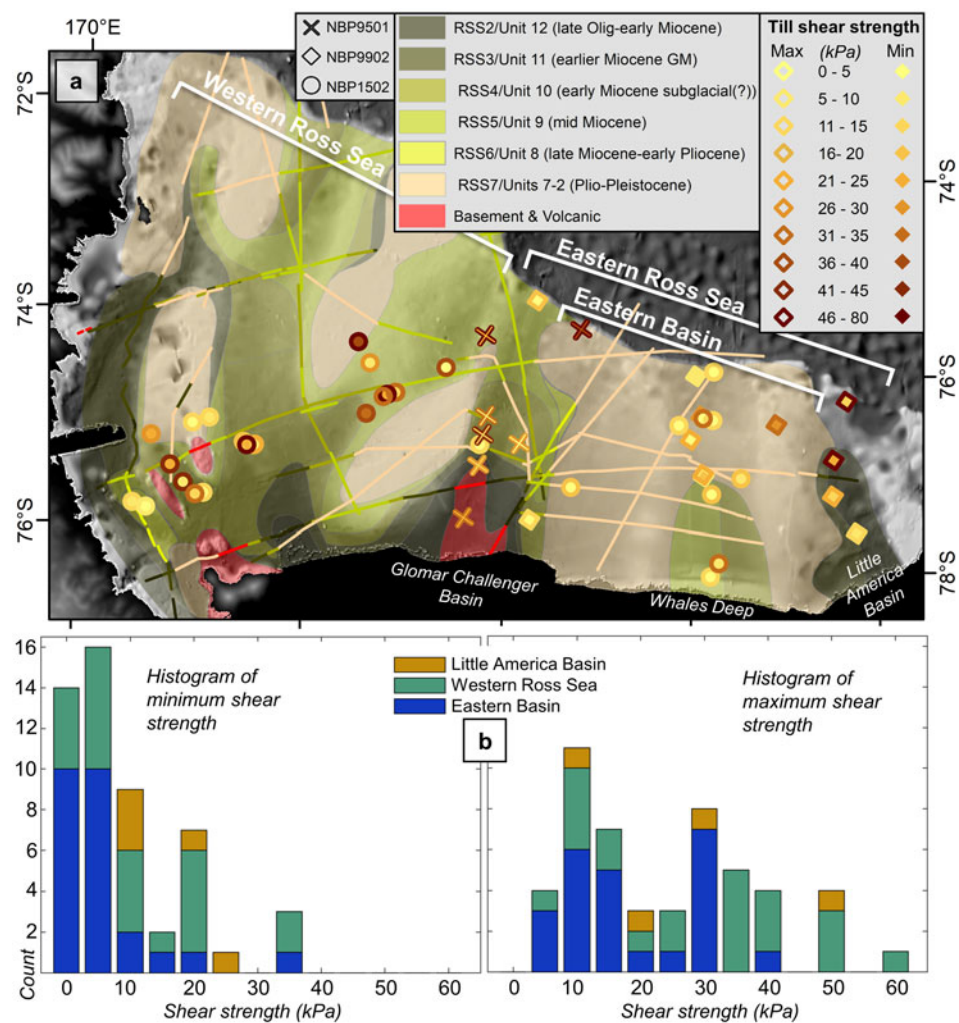 170°E
72°S
74°S
76°S
74°S
76°S
78°S
a
NBP9501
NBP9902
NBP1502
RSS2/Unit 12 (late Olig-early Miocene)
RSS3/Unit 11 (earlier Miocene GM)
RSS4/Unit 10 (early Miocene subglacial(?))
RSS5/Unit 9 (mid Miocene)
RSS6/Unit 8 (late Miocene-early Pliocene)
RSS7/Units 7-2 (Plio-Pleistocene)
Basement & Volcanic
Till shear strength
Max (kPa) Min
0 - 5
5 - 10
11 - 15
16- 20
21 - 25
26 - 30
31 - 35
36 - 40
41 - 45
46 - 80
Western Ross Sea
Eastern Ross Sea
Eastern Basin
Glomar Challenger
Basin
Whales Deep
Little
America
Basin
b
Little America Basin
Western Ross Sea
Eastern Basin
Histogram of
minimum shear
strength
16
14
12
10
8
6
4
2
Count
0 10 20 30 40 50 60
Shear strength (kPa)
Histogram of
maximum shear
strength
0 10 20 30 40 50 60
Shear strength (kPa)